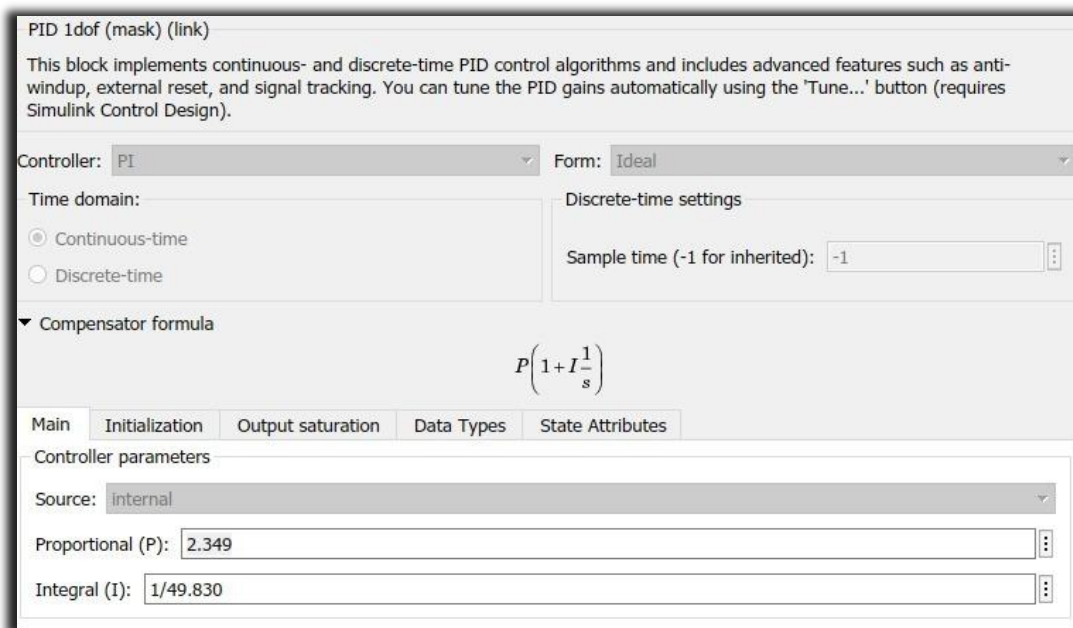 PID 1dof (mask) (link)
This block implements continuous- and discrete-time PID control algorithms and includes advanced features such as anti-
windup, external reset, and signal tracking. You can tune the PID gains automatically using the 'Tune...' button (requires
Simulink Control Design).
Controller: PI Form: Ideal
Time domain: Discrete-time settings
Continuous-time
Discrete-time
Sample time (-1 for inherited): -1
Compensator formula
P(1+I1/s)
Main Initialization Output saturation Data Types State Attributes
Controller parameters
Source: internal
Proportional (P): 2.349
Integral (I): 1/49.830